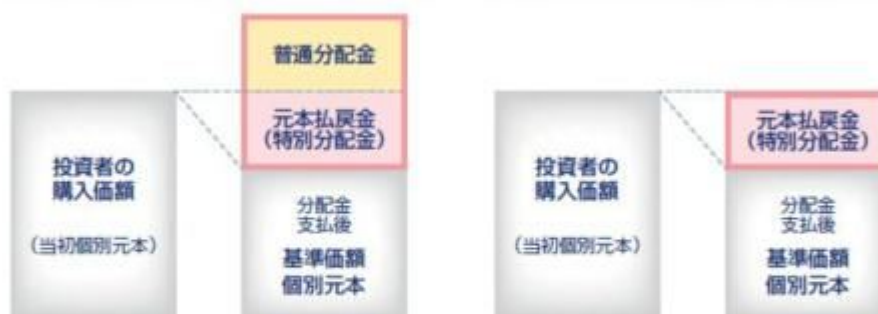 普通分配金
元本払戻金
（特別分配金）
投資者の
購入価額
（当初個別元本）
分配金
支払後
基準価額
個別元本
元本払戻金
（特別分配金）
投資者の
購入価額
（当初個別元本）
分配金
支払後
基準価額
個別元本